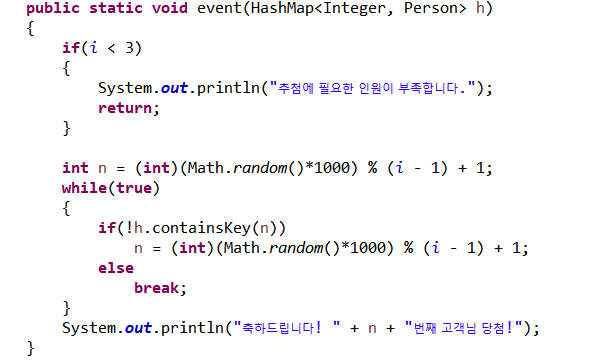 public static void event(HashMap<Integer, Person> h)
{
if(i < 3)
{
System.out.println("추첨에 필요한 인원이 부족합니다.");
return;
}
int n = (int)(Math.random()*1000) % (i - 1) + 1;
while(true)
{
if(!h.containsKey(n))
n = (int)(Math.random()*1000) % (i - 1) + 1;
else
break;
}
System.out.println("축하드립니다! " + n + "번째 고객님 당첨!");
}